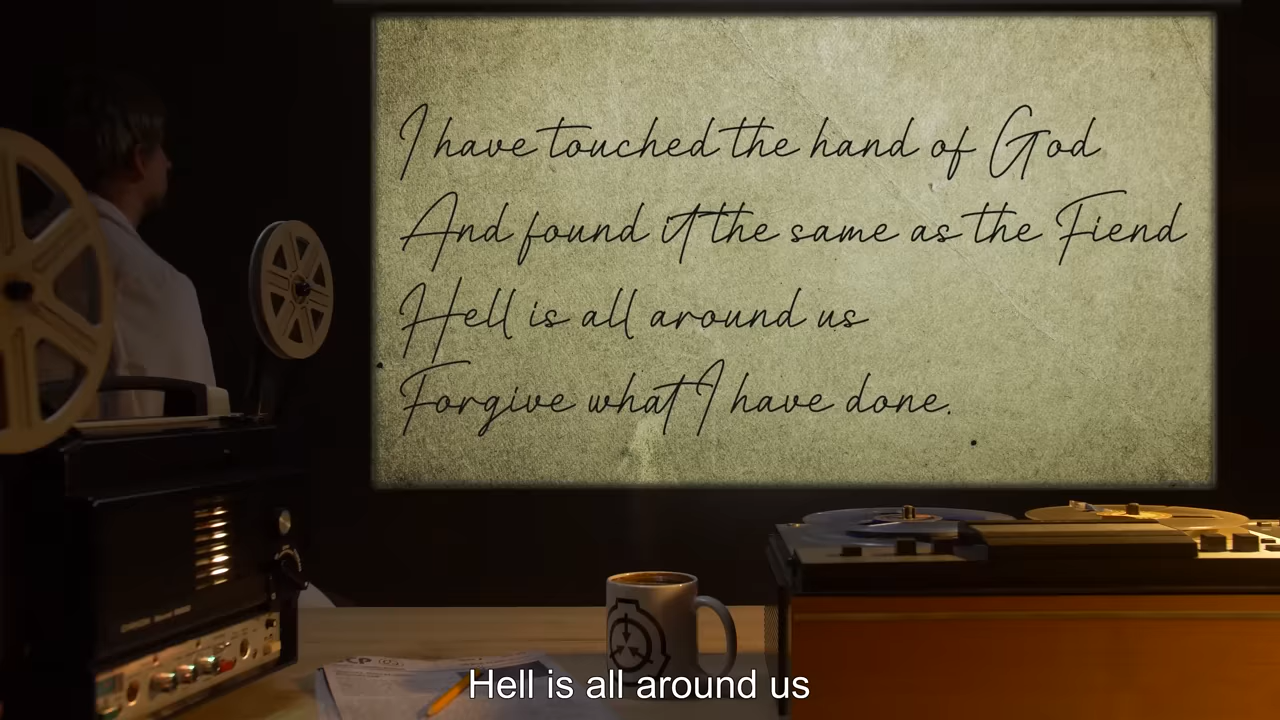 I have touched the hand of God
And found it the same as the Fiend
Hell is all around us
Forgive what I have done.
CP
Hell is all around us